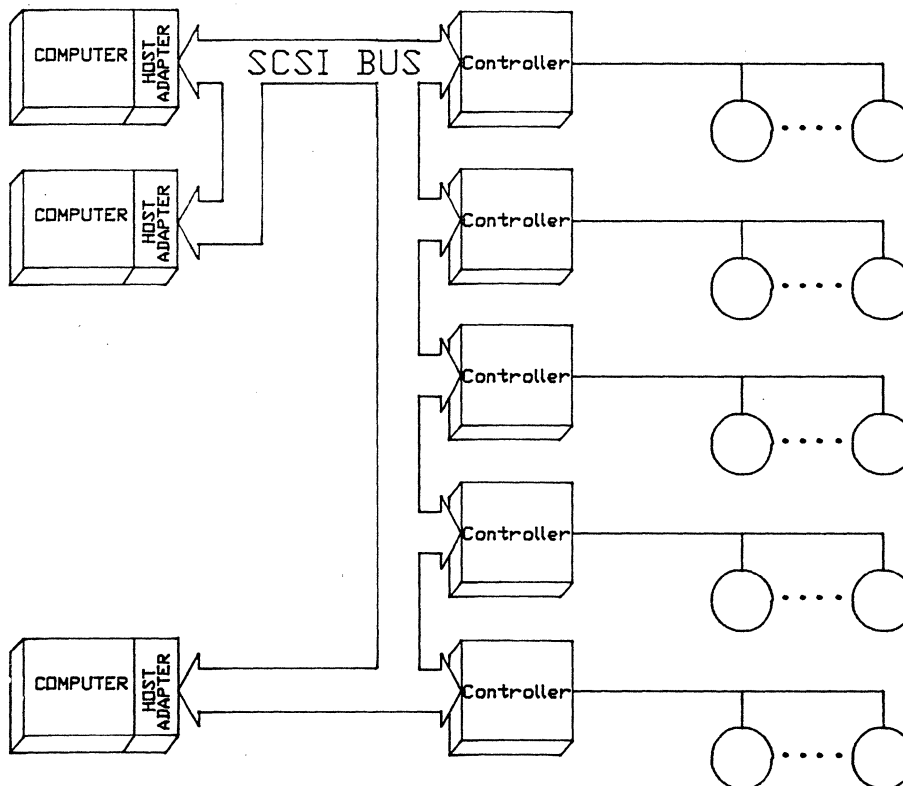 COMPUTER
HOST
ADAPTER
SCSI BUS
Controller
COMPUTER
HOST
ADAPTER
Controller
Controller
Controller
COMPUTER
HOST
ADAPTER
Controller